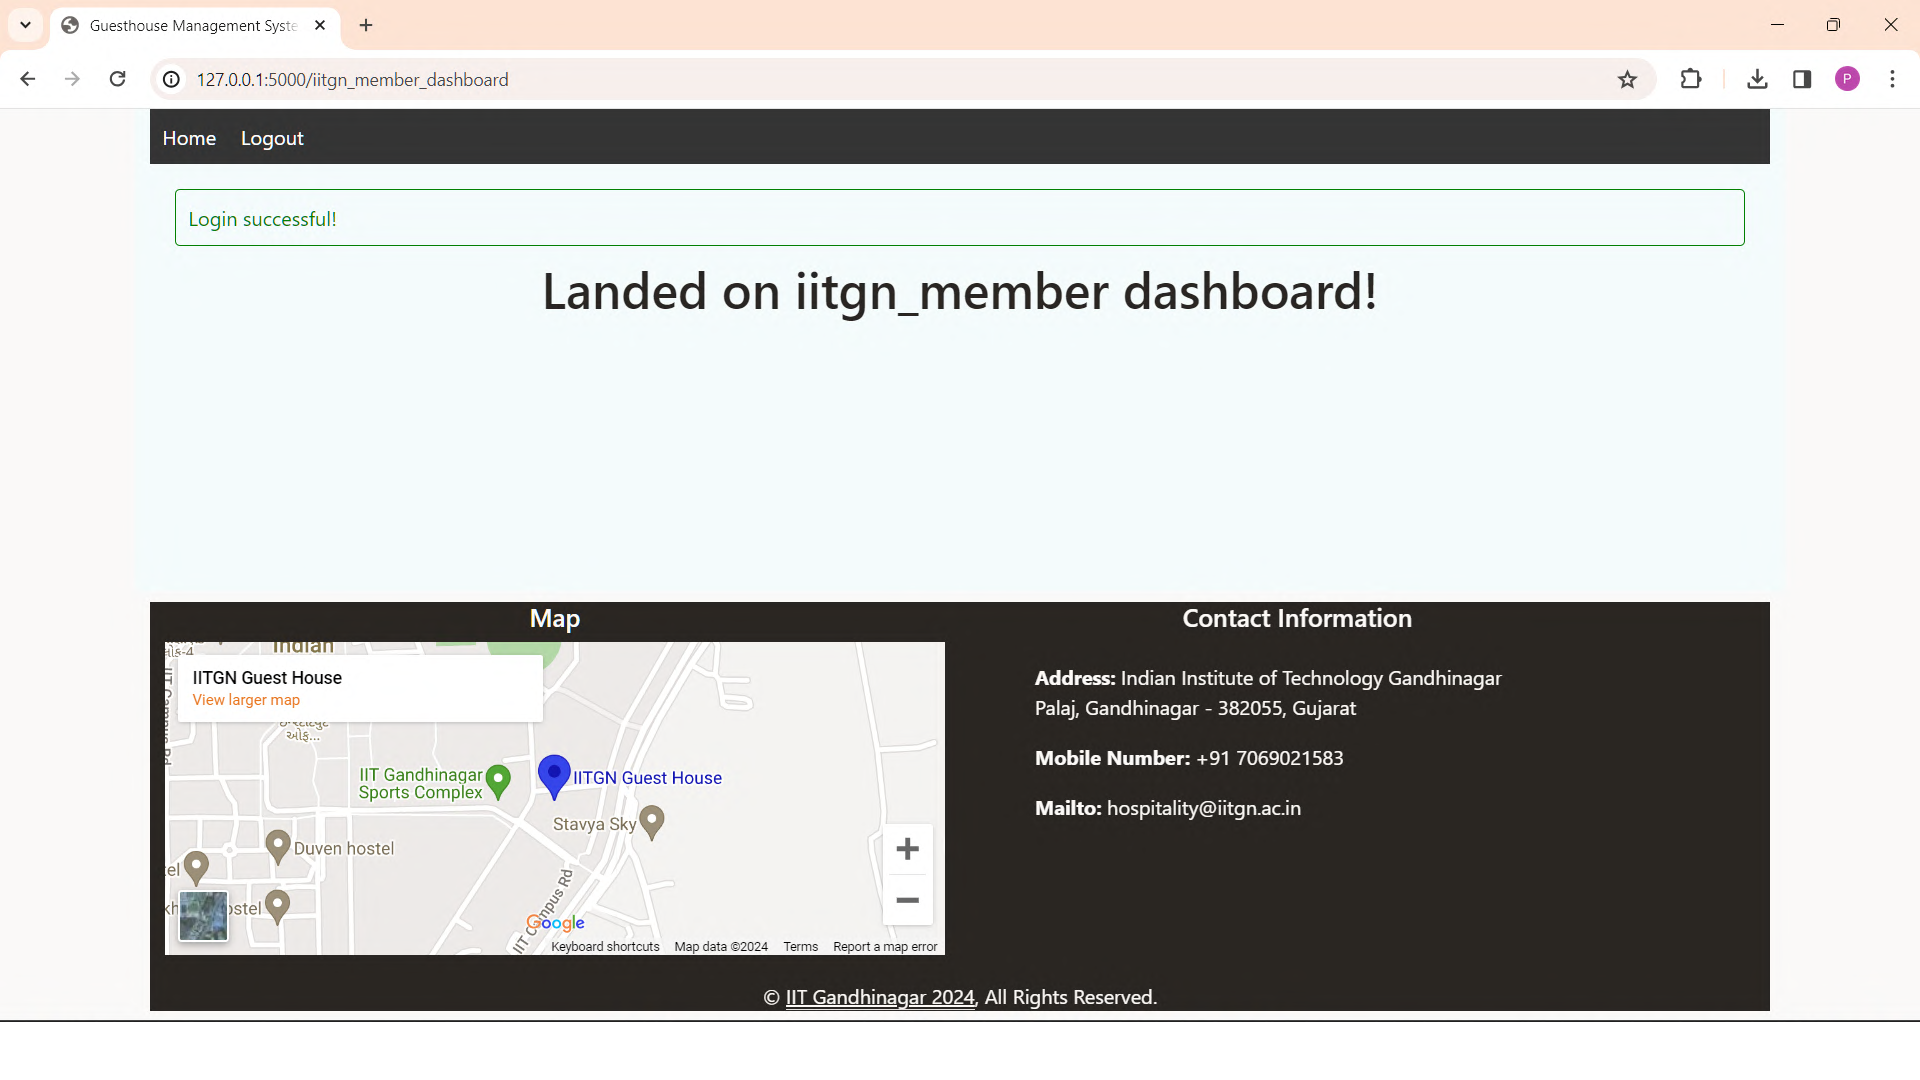 Guesthouse Management Syste
127.0.0.1:5000/iitgn_member_dashboard
P
Home Logout
Login successful!
Landed on iitgn_member dashboard!
Map
Indian
IITGN Guest House
View larger map
IIT Gandhinagar
Sports Complex
IITGN Guest House
Stavya Sky
Duven hostel
IIT Campus Rd
Google
Keyboard shortcuts Map data ©2024 Terms Report a map error
Contact Information
Address: Indian Institute of Technology Gandhinagar
Palaj, Gandhinagar - 382055, Gujarat
Mobile Number: +91 7069021583
Mailto: hospitality@iitgn.ac.in
© IIT Gandhinagar 2024, All Rights Reserved.